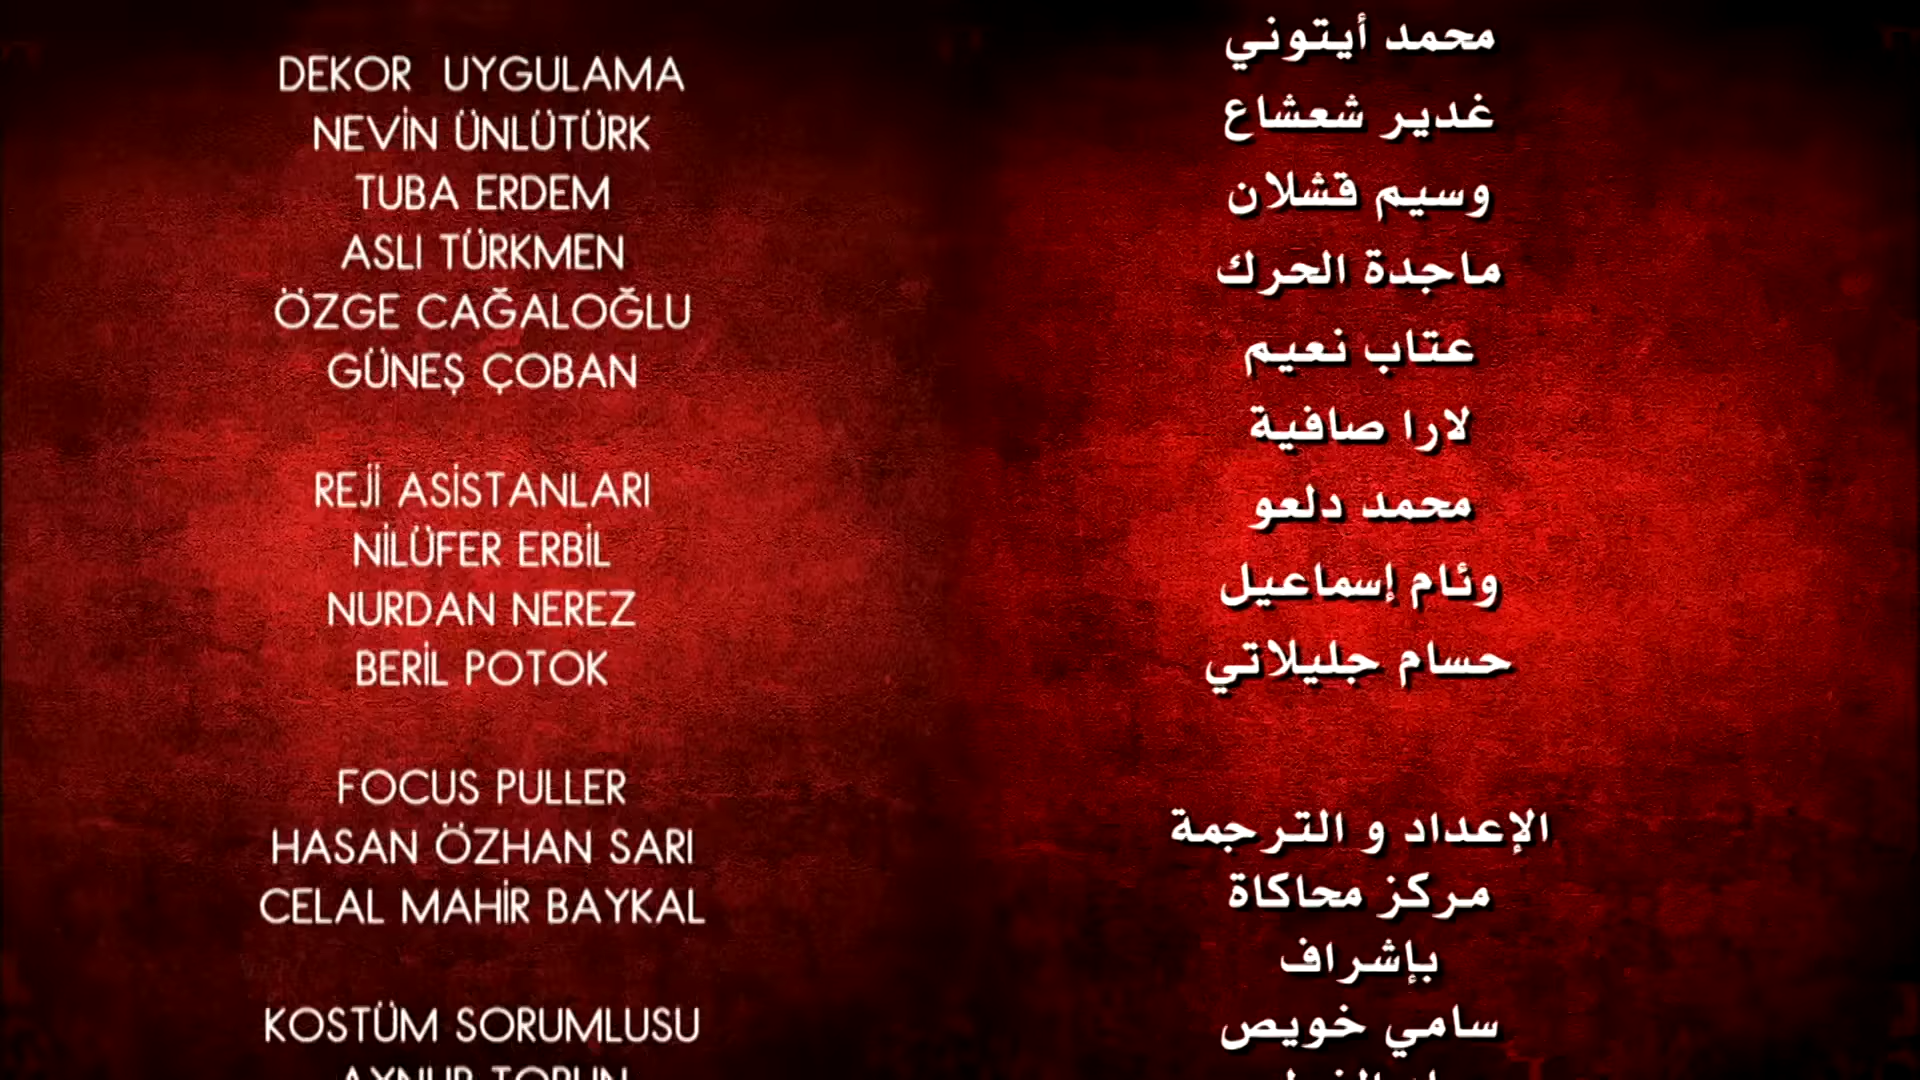 DEKOR UYGULAMA
NEVİN ÜNLÜTÜRK
TUBA ERDEM
ASLI TÜRKMEN
ÖZGE CAĞALOĞLU
GÜNEŞ ÇOBAN
REJİ ASİSTANLARI
NİLÜFER ERBİL
NURDAN NEREZ
BERİL POTOK
FOCUS PULLER
HASAN ÖZHAN SARI
CELAL MAHİR BAYKAL
KOSTÜM SORUMLUSU
AYNUR TORUN
محمد أيتوني
غدير شعشاع
وسيم قشلان
ماجدة الحرك
عتاب نعيم
لارا صافية
محمد دلعو
وئام إسماعيل
حسام جليلاتي
الإعداد و الترجمة
مركز محاكاة
بإشراف
سامي خويص